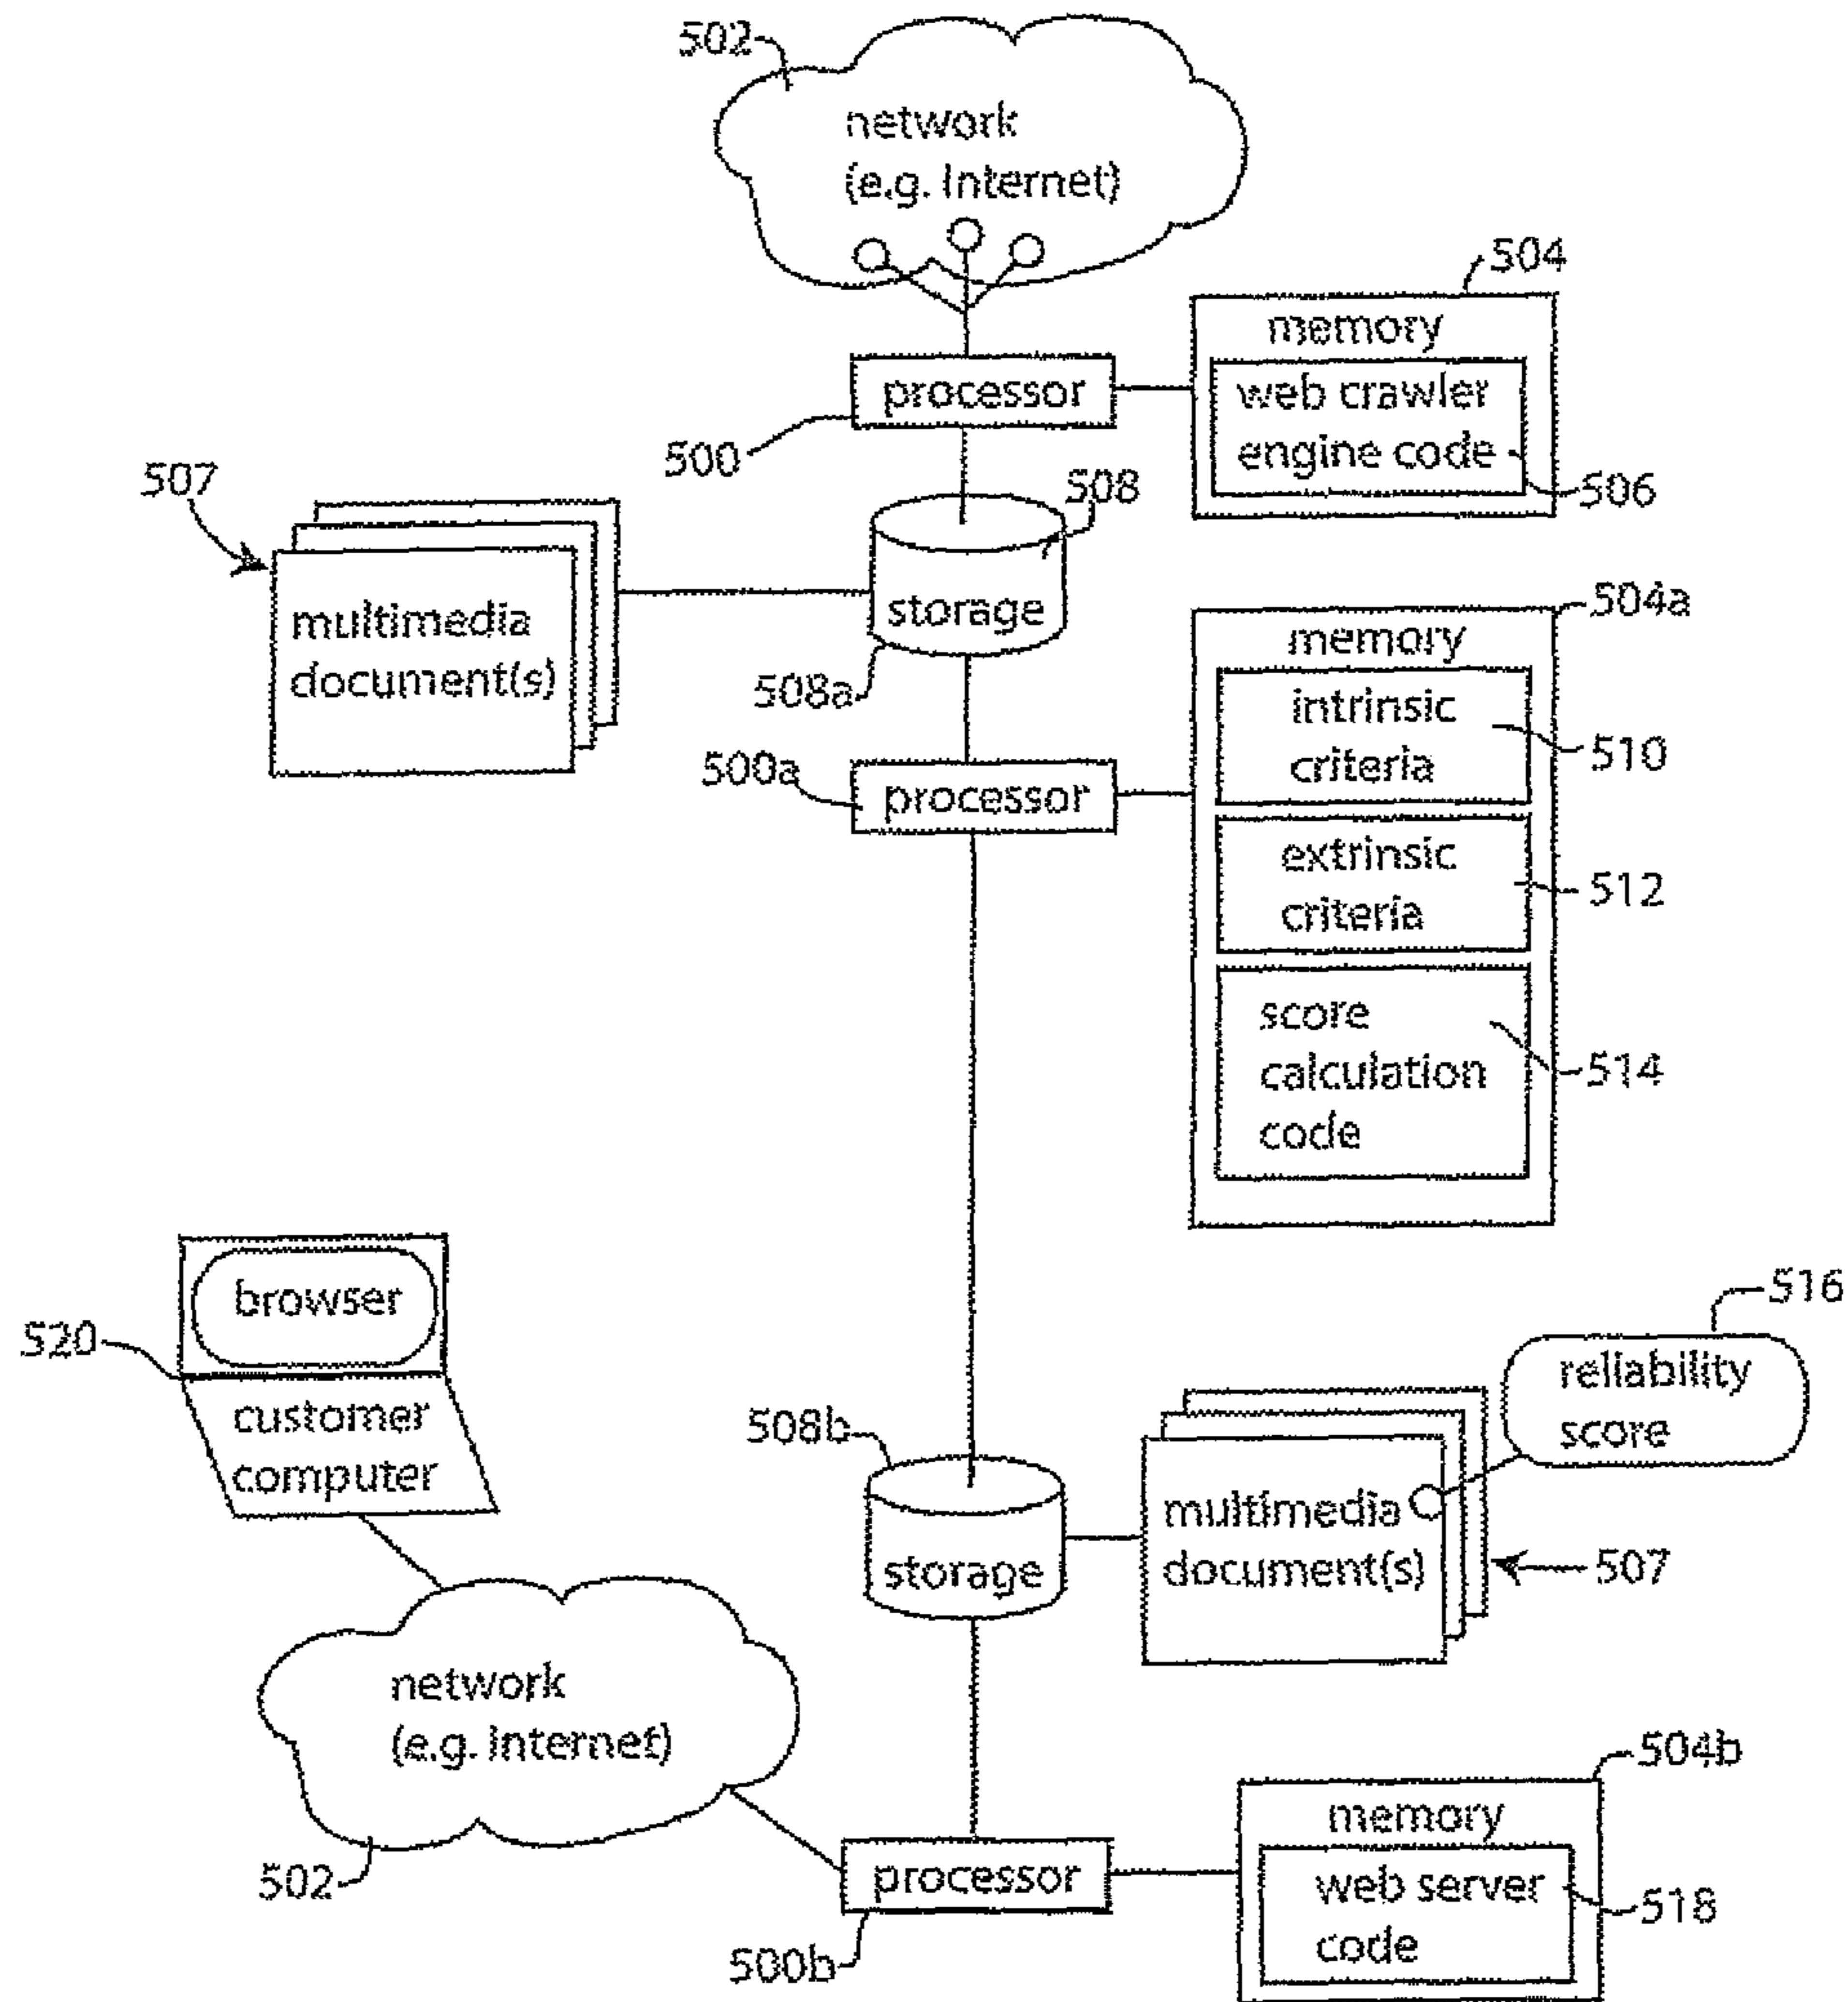 502
network
(e.g. Internet)
504
memory
web crawler
engine code
506
processor
500
507
508
multimedia
document(s)
storage
508a
504a
memory
intrinsic
criteria
510
500a
processor
extrinsic
criteria
512
score
calculation
code
514
browser
520
customer
computer
516
reliability
score
508b
storage
multimedia
document(s)
507
network
(e.g. Internet)
502
504b
memory
web server
code
518
processor
500b